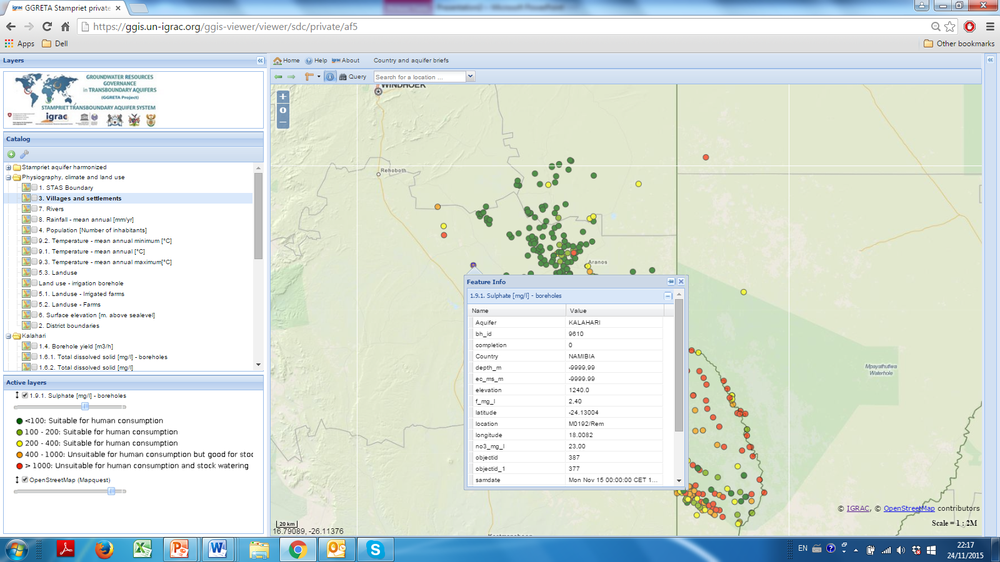 GGRETA Stampriet private
Presentation2 - Microsoft PowerPoint
https://ggis.un-igrac.org/ggis-viewer/viewer/sdc/private/af5
Apps
Dell
Other bookmarks
Layers
GROUNDWATER RESOURCES
GOVERNANCE
in TRANSBOUNDARY AQUIFERS
(GGRETA Project)
STAMPRIET TRANSBOUNDARY AQUIFER SYSTEM
igrac
Catalog
Stampriet aquifer harmonized
Physiography, climate and land use
1. STAS Boundary
3. Villages and settlements
7. Rivers
8. Rainfall - mean annual [mm/yr]
4. Population [Number of inhabitants]
9.2. Temperature - mean annual minimum [°C]
9.1. Temperature - mean annual [°C]
9.3. Temperature - mean annual maximum[°C]
5.3. Landuse
Land use - irrigation borehole
5.1. Landuse - Irrigated farms
5.2. Landuse - Farms
6. Surface elevation [m. above sealevel]
2. District boundaries
Kalahari
1.4. Borehole yield [m3/h]
1.6.1. Total dissolved solid [mg/l] - boreholes
1.6.2. Total dissolved solid [mg/l]
Active layers
1.9.1. Sulphate [mg/l] - boreholes
<100: Suitable for human consumption
100 - 200: Suitable for human consumption
200 - 400: Suitable for human consumption
400 - 1000: Unsuitable for human consumption but good for stoc
> 1000: Unsuitable for human consumption and stock watering
OpenStreetMap (Mapquest)
Home
Help
igrac About
Country and aquifer briefs
Query
Search for a location ...
WINDHOEK
Rehoboth
Aranos
Mpayathutlwa
Waterhole
Feature Info
1.9.1. Sulphate [mg/l] - boreholes
Name Value
Aquifer KALAHARI
bh_id 9610
completion 0
Country NAMIBIA
depth_m -9999,99
ec_ms_m -9999.99
elevation 1240.0
f_mg_l 2,40
latitude -24.13004
location M0192/Rem
longitude 18.0082
no3_mg_l 23,00
objectid 387
objectid_1 377
samdate Mon Nov 15 00:00:00 CET 1...
© IGRAC, © OpenStreetMap contributors
Scale = 1 : 2M
20 km
16.79089, -26.11376
Keetmanshoop
EN
22:17
24/11/2015